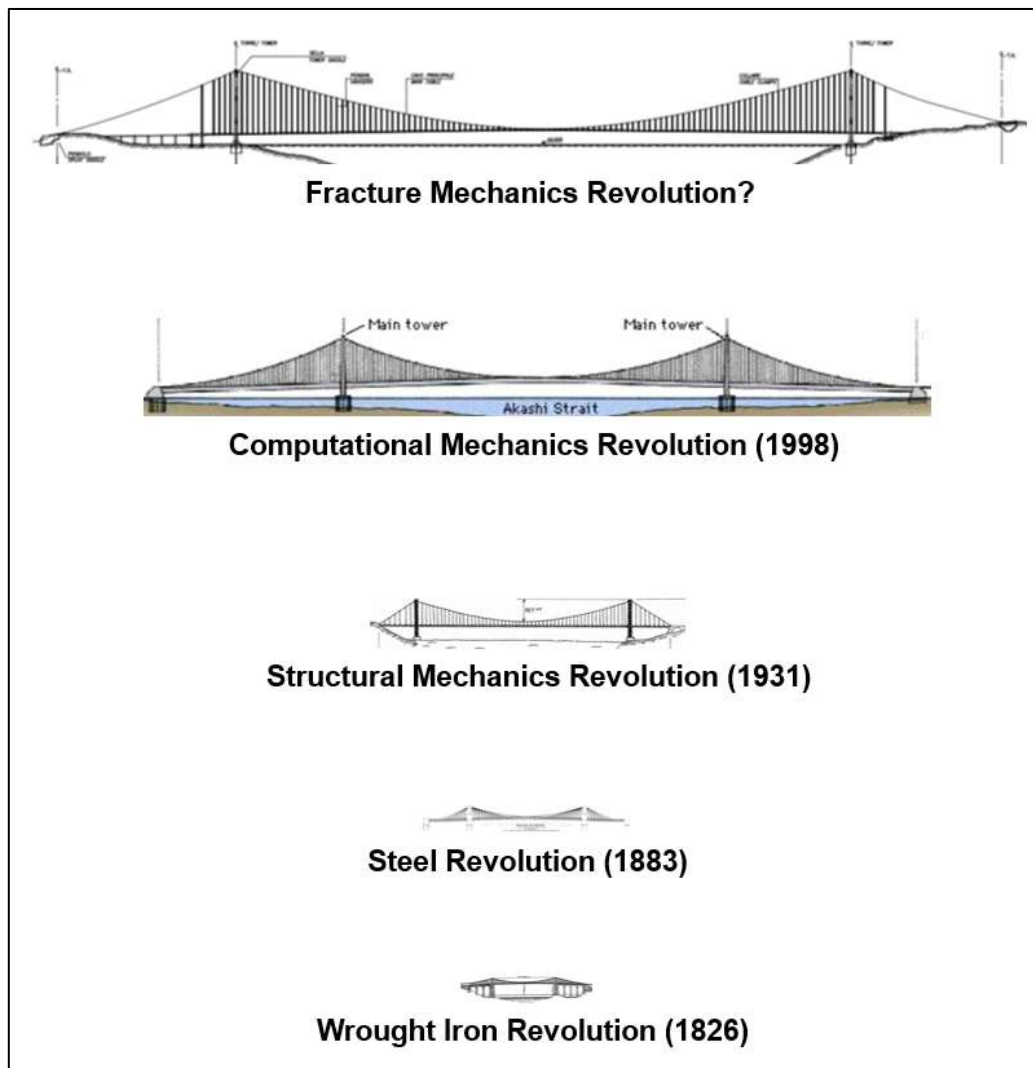 Fracture Mechanics Revolution?
Main tower
Main tower
Akashi Strait
Computational Mechanics Revolution (1998)
Structural Mechanics Revolution (1931)
Steel Revolution (1883)
Wrought Iron Revolution (1826)